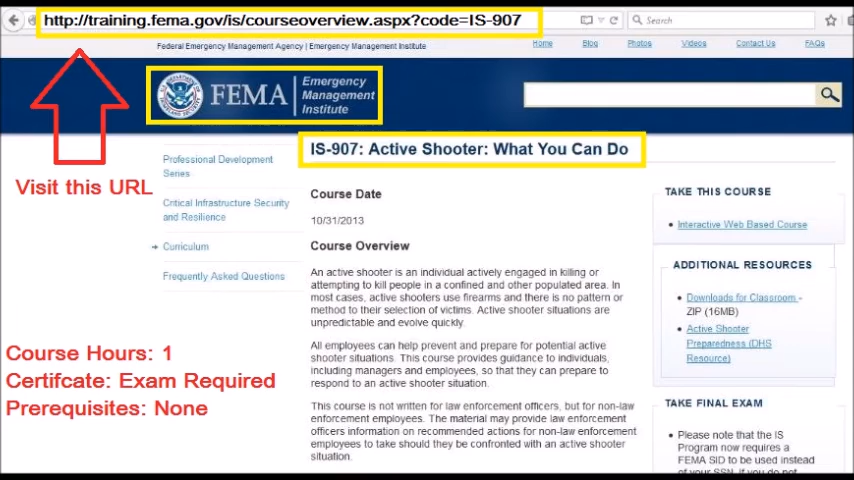 http://training.fema.gov/is/courseoverview.aspx?code=IS-907
Search
Federal Emergency Management Agency | Emergency Management Institute
Home
Blog
Photos
Videos
Contact Us
FAQs
FEMA
Emergency
Management
Institute
IS-907: Active Shooter: What You Can Do
Visit this URL
Professional Development
Series
Critical Infrastructure Security
and Resilience
Curriculum
Frequently Asked Questions
Course Date
10/31/2013
Course Overview
An active shooter is an individual actively engaged in killing or
attempting to kill people in a confined and other populated area. In
most cases, active shooters use firearms and there is no pattern or
method to their selection of victims. Active shooter situations are
unpredictable and evolve quickly.
All employees can help prevent and prepare for potential active
shooter situations. This course provides guidance to individuals,
including managers and employees, so that they can prepare to
respond to an active shooter situation.
This course is not written for law enforcement officers, but for non-law
enforcement employees. The material may provide law enforcement
officers information on recommended actions for non-law enforcement
employees to take should they be confronted with an active shooter
situation.
TAKE THIS COURSE
Interactive Web Based Course
ADDITIONAL RESOURCES
Downloads for Classroom -
ZIP (16MB)
Active Shooter
Preparedness (DHS
Resource)
TAKE FINAL EXAM
Please note that the IS
Program now requires a
FEMA SID to be used instead
of your SSN. If you do not
Course Hours: 1
Certifcate: Exam Required
Prerequisites: None